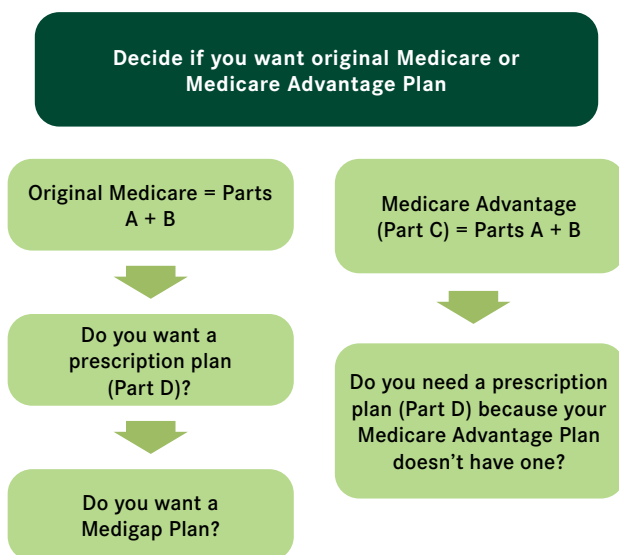 Decide if you want original Medicare or
Medicare Advantage Plan
Original Medicare = Parts
A + B
Do you want a
prescription plan
(Part D)?
Do you want a
Medigap Plan?
Medicare Advantage
(Part C) = Parts A + B
Do you need a prescription
plan (Part D) because your
Medicare Advantage Plan
doesn’t have one?